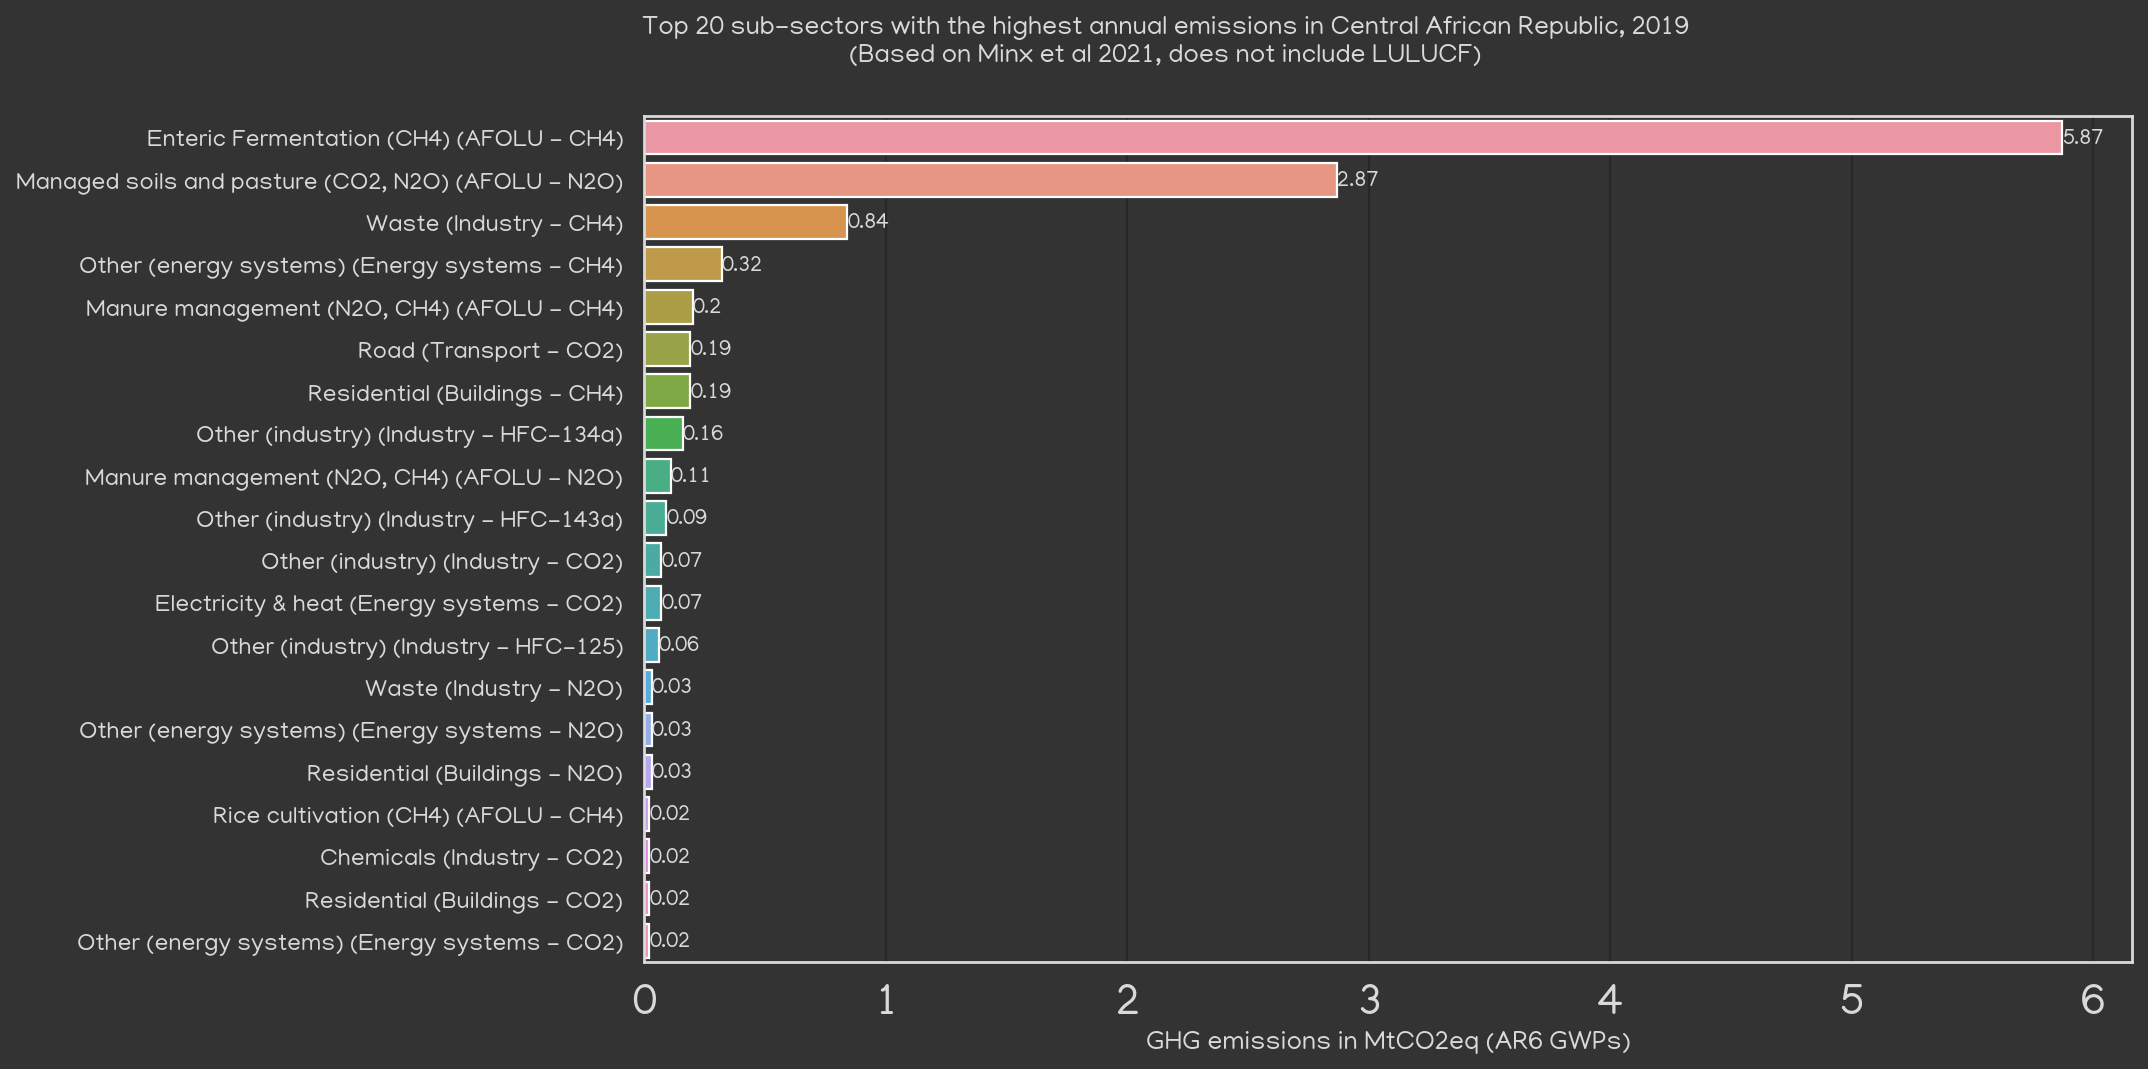 Top 20 sub-sectors with the highest annual emissions in Central African Republic, 2019
(Based on Minx et al 2021, does not include LULUCF)
Enteric Fermentation (CH4) (AFOLU - CH4) 5.87
Managed soils and pasture (CO2, N2O) (AFOLU - N2O) 2.87
Waste (Industry - CH4) 0.84
Other (energy systems) (Energy systems - CH4) 0.32
Manure management (N2O, CH4) (AFOLU - CH4) 0.2
Road (Transport - CO2) 0.19
Residential (Buildings - CH4) 0.19
Other (industry) (Industry - HFC-134a) 0.16
Manure management (N2O, CH4) (AFOLU - N2O) 0.11
Other (industry) (Industry - HFC-143a) 0.09
Other (industry) (Industry - CO2) 0.07
Electricity & heat (Energy systems - CO2) 0.07
Other (industry) (Industry - HFC-125) 0.06
Waste (Industry - N2O) 0.03
Other (energy systems) (Energy systems - N2O) 0.03
Residential (Buildings - N2O) 0.03
Rice cultivation (CH4) (AFOLU - CH4) 0.02
Chemicals (Industry - CO2) 0.02
Residential (Buildings - CO2) 0.02
Other (energy systems) (Energy systems - CO2) 0.02
0 1 2 3 4 5 6
GHG emissions in MtCO2eq (AR6 GWPs)